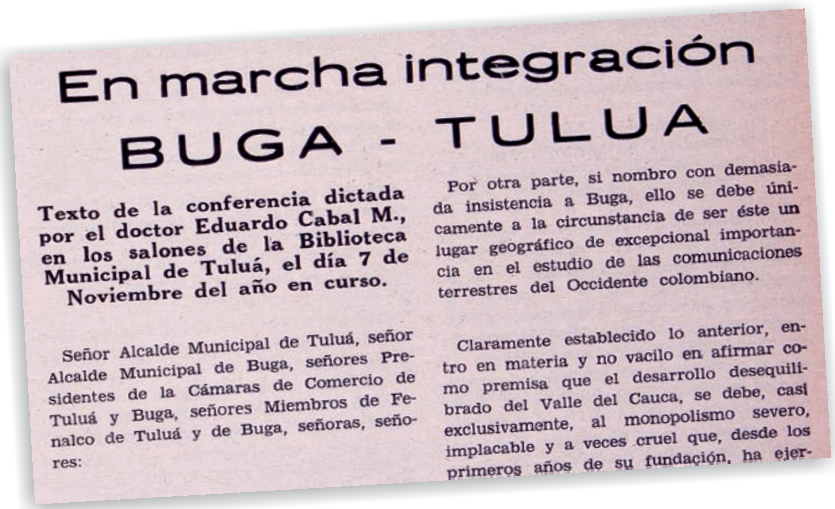 En marcha integración
BUGA - TULUA
Texto de la conferencia dictada
por el doctor Eduardo Cabal M.,
en los salones de la Biblioteca
Municipal de Tuluá, el día 7 de
Noviembre del año en curso.
Señor Alcalde Municipal de Tuluá, señor
Alcalde Municipal de Buga, señores Pre-
sidentes de la Cámaras de Comercio de
Tuluá y Buga, señores Miembros de Fe-
nalco de Tuluá y de Buga, señoras, seño-
res:
Por otra parte, si nombro con demasia-
da insistencia a Buga, ello se debe úni-
camente a la circunstancia de ser éste un
lugar geográfico de excepcional importan-
cia en el estudio de las comunicaciones
terrestres del Occidente colombiano.
Claramente establecido lo anterior, en-
tro en materia y no vacilo en afirmar co-
mo premisa que el desarrollo desequili-
brado del Valle del Cauca, se debe, casi
exclusivamente, al monopolismo severo,
implacable y a veces cruel que, desde los
primeros años de su fundación, ha ejer-